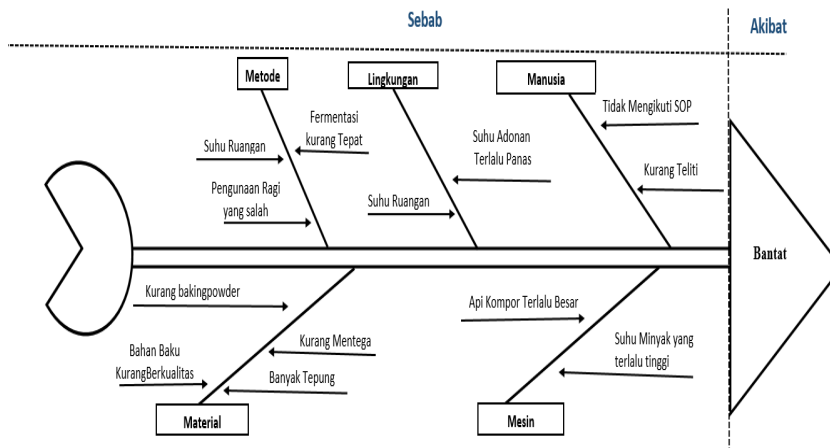 Sebab
Akibat
Metode
Lingkungan
Manusia
Fermentasi
kurang Tepat
Suhu Ruangan
Pengunaan Ragi
yang salah
Suhu Adonan
Terlalu Panas
Suhu Ruangan
Tidak Mengikuti SOP
Kurang Teliti
Bantat
Kurang bakingpowder
Kurang Mentega
Bahan Baku
KurangBerkualitas
Banyak Tepung
Material
Api Kompor Terlalu Besar
Suhu Minyak yang
terlalu tinggi
Mesin